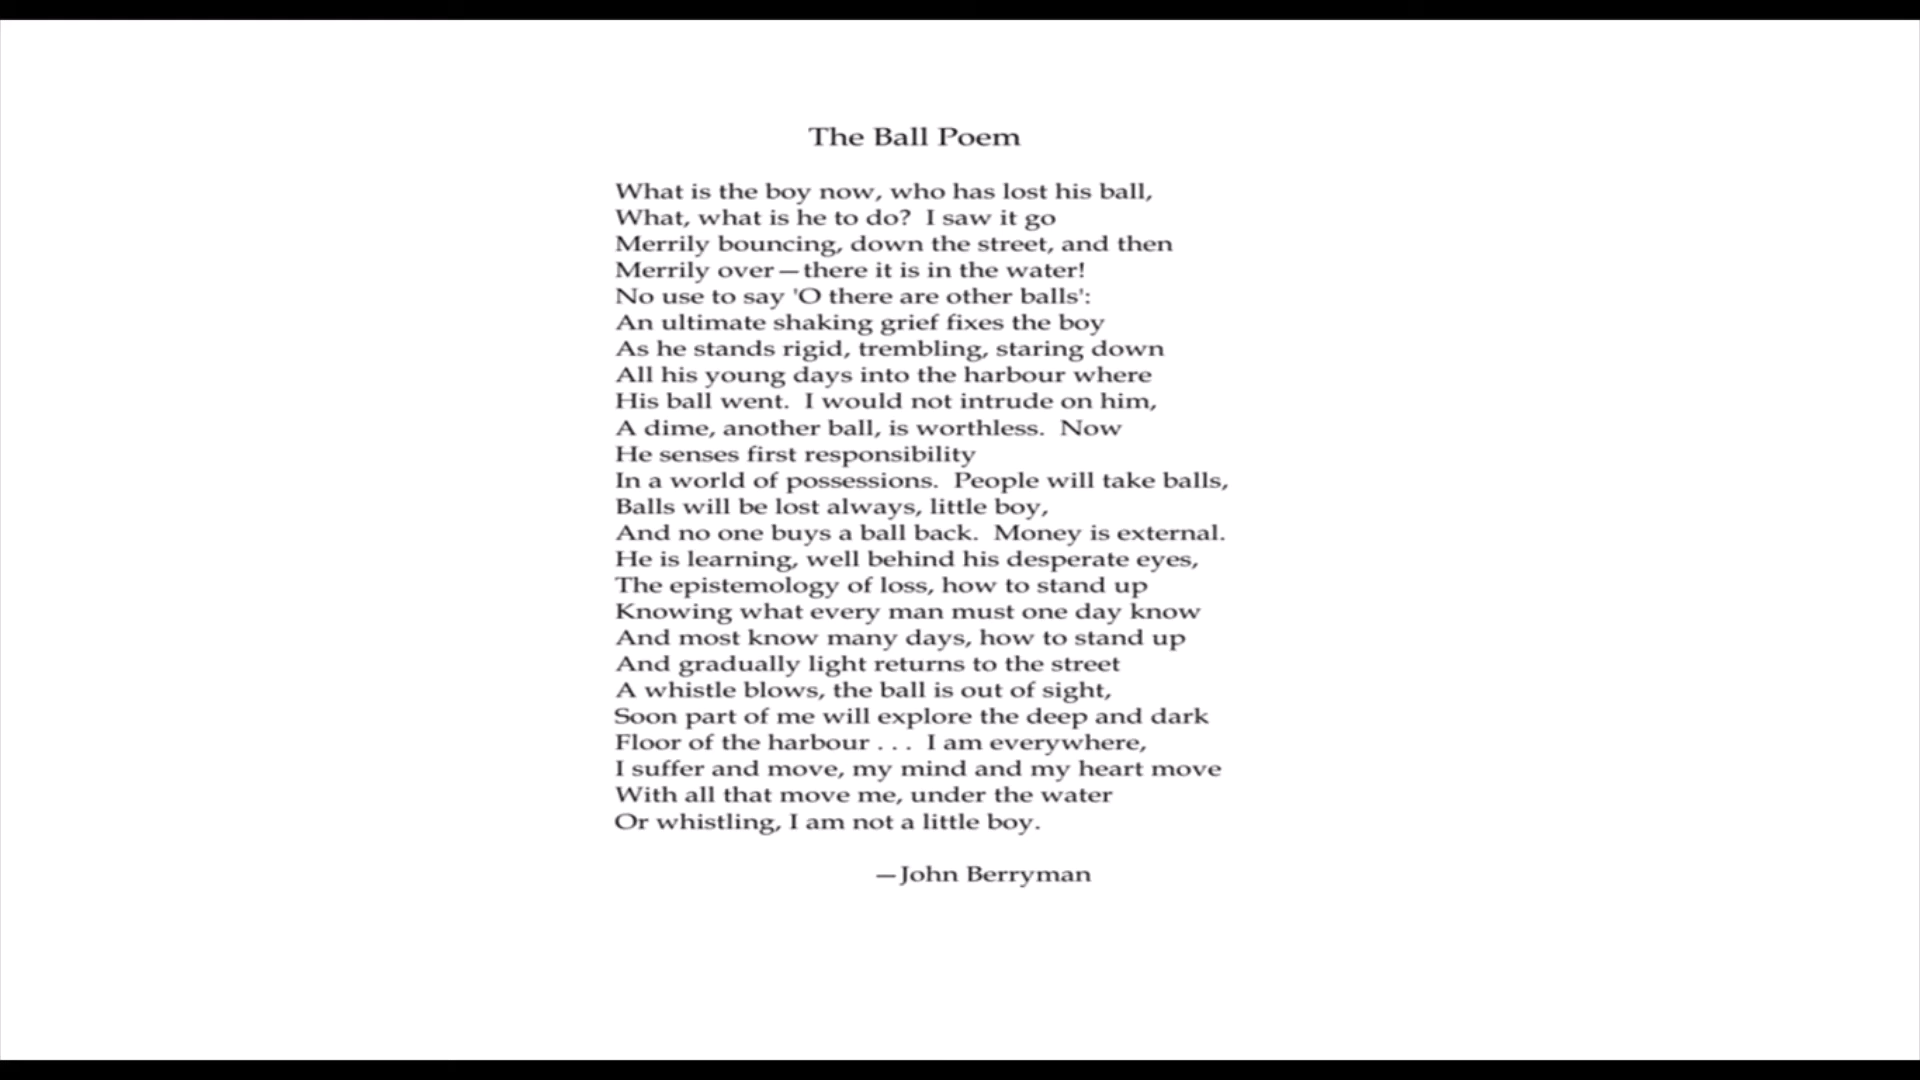 The Ball Poem
What is the boy now, who has lost his ball,
What, what is he to do? I saw it go
Merrily bouncing, down the street, and then
Merrily over—there it is in the water!
No use to say 'O there are other balls':
An ultimate shaking grief fixes the boy
As he stands rigid, trembling, staring down
All his young days into the harbour where
His ball went. I would not intrude on him,
A dime, another ball, is worthless. Now
He senses first responsibility
In a world of possessions. People will take balls,
Balls will be lost always, little boy,
And no one buys a ball back. Money is external.
He is learning, well behind his desperate eyes,
The epistemology of loss, how to stand up
Knowing what every man must one day know
And most know many days, how to stand up
And gradually light returns to the street
A whistle blows, the ball is out of sight,
Soon part of me will explore the deep and dark
Floor of the harbour . . . I am everywhere,
I suffer and move, my mind and my heart move
With all that move me, under the water
Or whistling, I am not a little boy.
—John Berryman